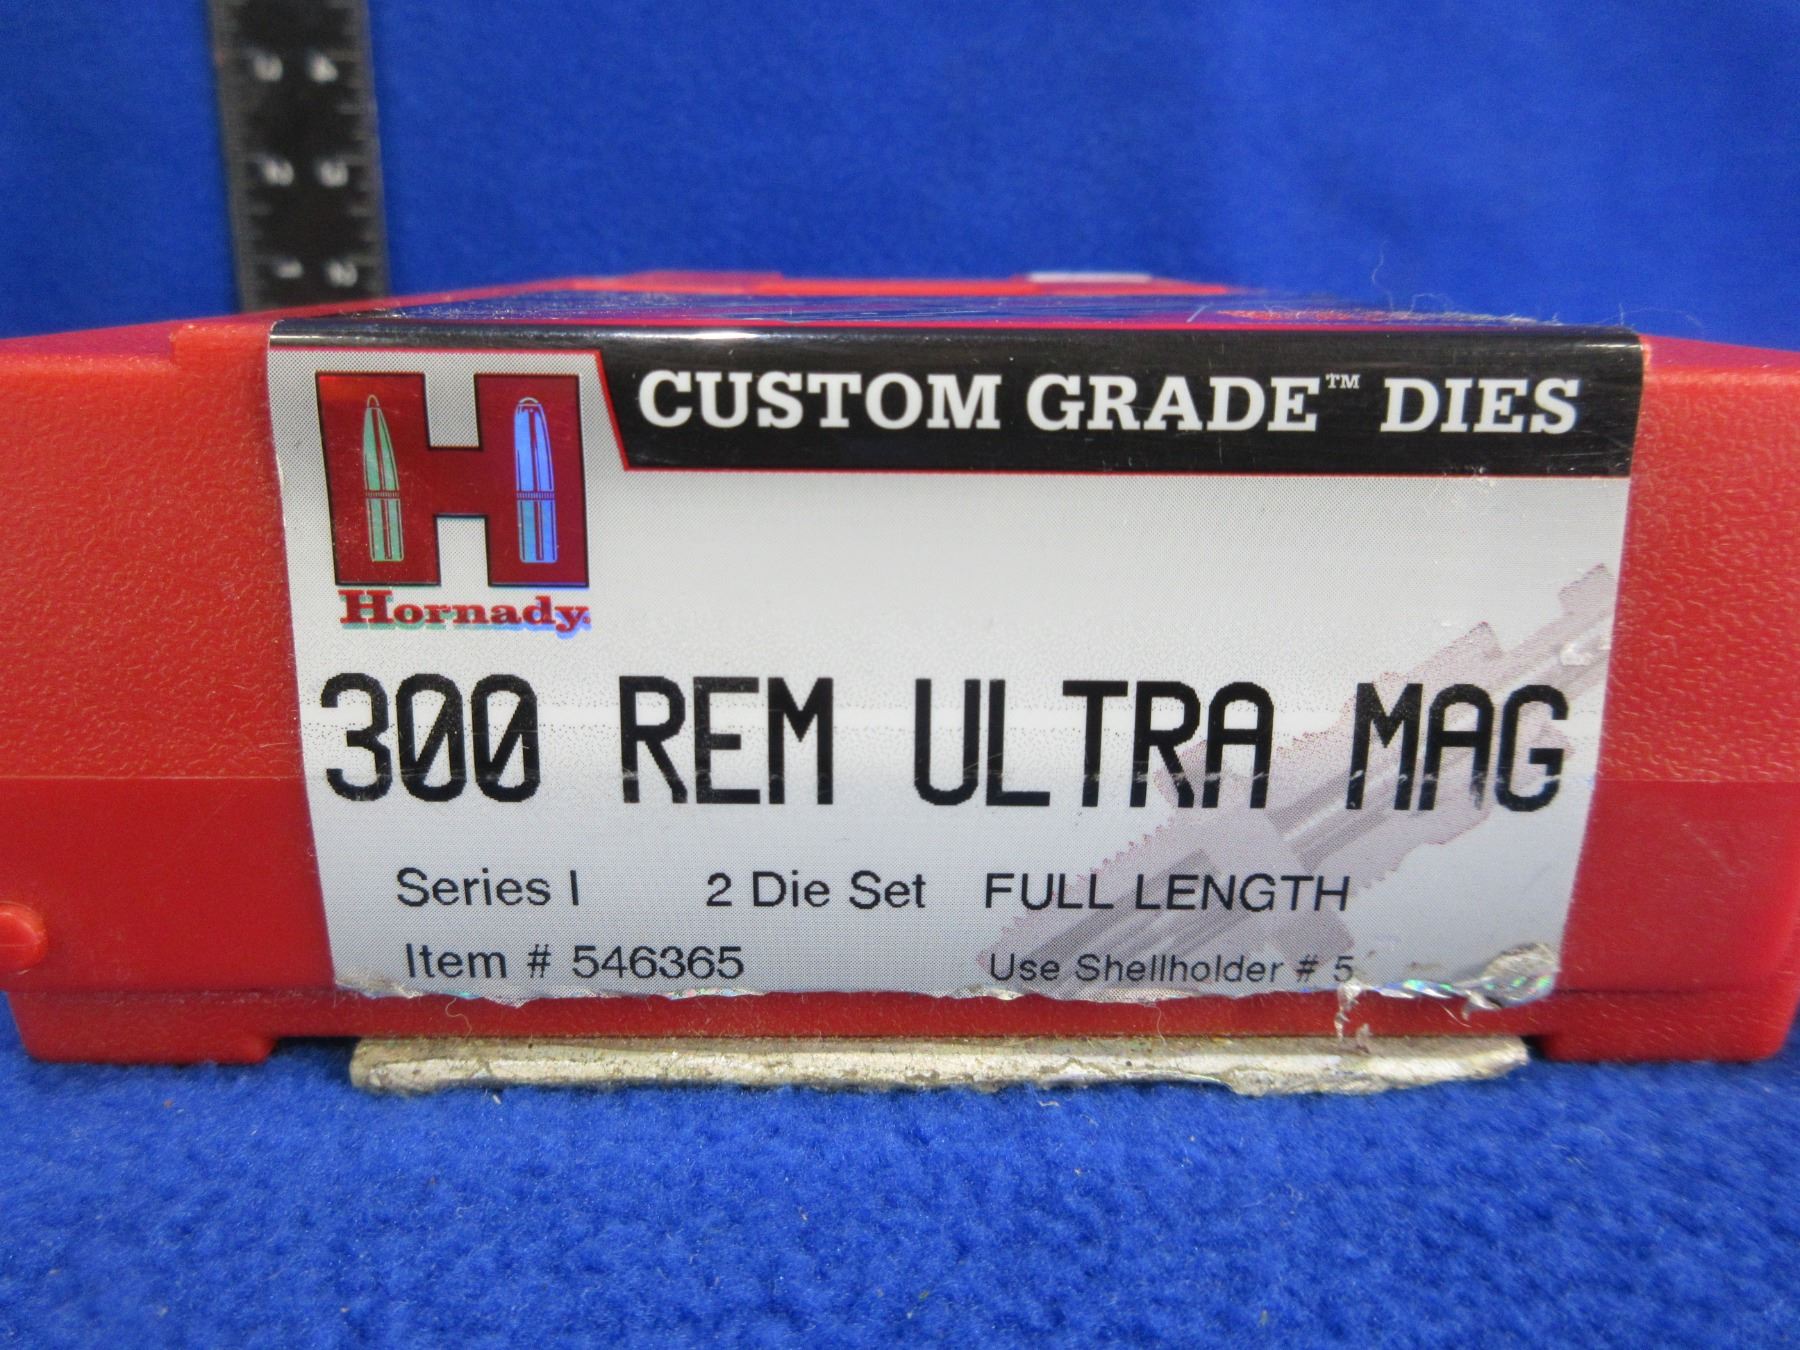 CUSTOM GRADE™ DIES
H
Hornady
300 REM ULTRA MAG
Series I 2 Die Set FULL LENGTH
Item # 546365 Use Shellholder # 5